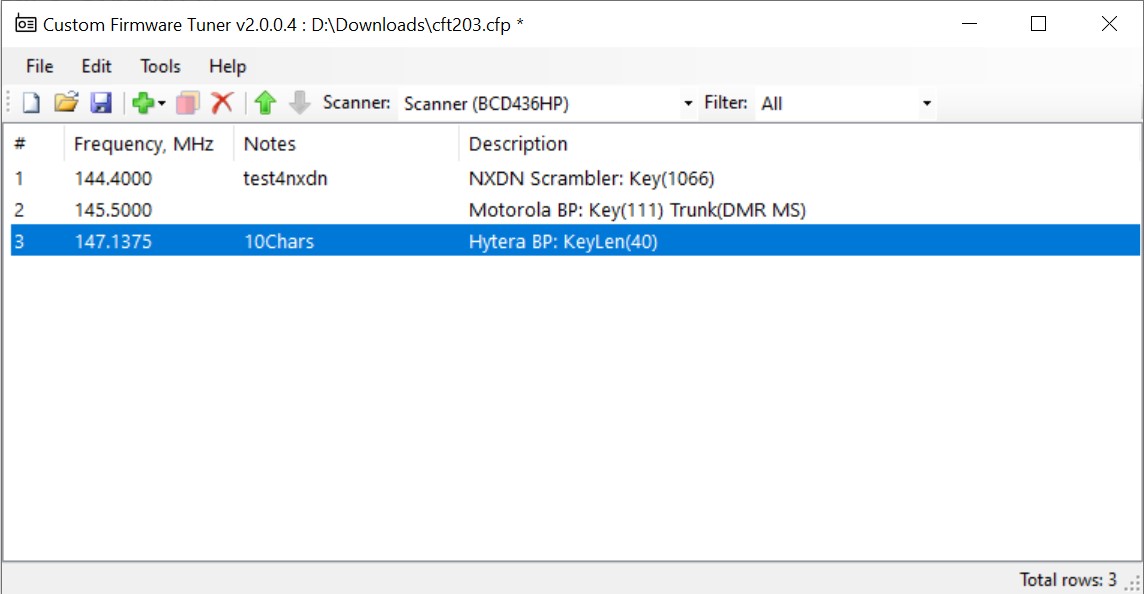 Custom Firmware Tuner v2.0.0.4 : D:\Downloads\cft203.cfp *
File Edit Tools Help
Scanner: Scanner (BCD436HP) Filter: All
# Frequency, MHz Notes Description
1 144.4000 test4nxdn NXDN Scrambler: Key(1066)
2 145.5000 Motorola BP: Key(111) Trunk(DMR MS)
3 147.1375 10Chars Hytera BP: KeyLen(40)
Total rows: 3